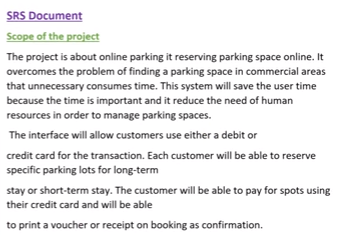 SRS Document
Scope of the project
The project is about online parking it reserving parking space online. It
overcomes the problem of finding a parking space in commercial areas
that unnecessary consumes time. This system will save the user time
because the time is important and it reduce the need of human
resources in order to manage parking spaces.
The interface will allow customers use either a debit or
credit card for the transaction. Each customer will be able to reserve
specific parking lots for long-term
stay or short-term stay. The customer will be able to pay for spots using
their credit card and will be able
to print a voucher or receipt on booking as confirmation.